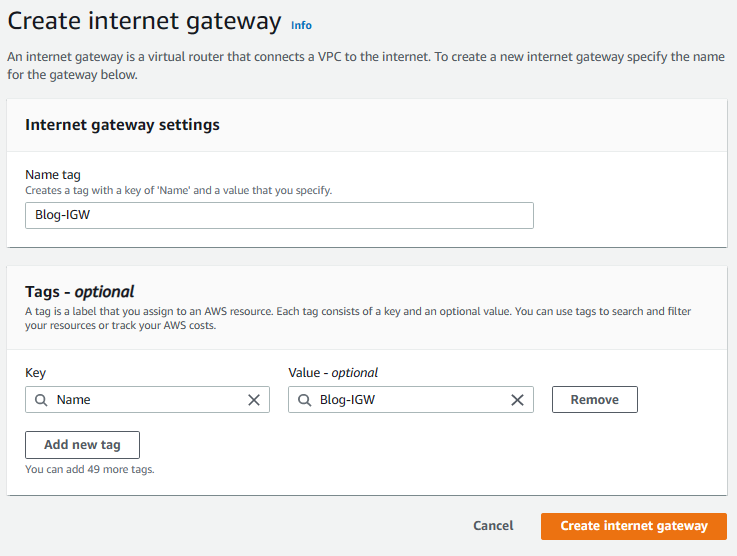 Create internet gateway Info
An internet gateway is a virtual router that connects a VPC to the internet. To create a new internet gateway specify the name
for the gateway below.
Internet gateway settings
Name tag
Creates a tag with a key of 'Name' and a value that you specify.
Blog-IGW
Tags - optional
A tag is a label that you assign to an AWS resource. Each tag consists of a key and an optional value. You can use tags to search and filter
your resources or track your AWS costs.
Key Value - optional
Name Blog-IGW Remove
Add new tag
You can add 49 more tags.
Cancel Create internet gateway